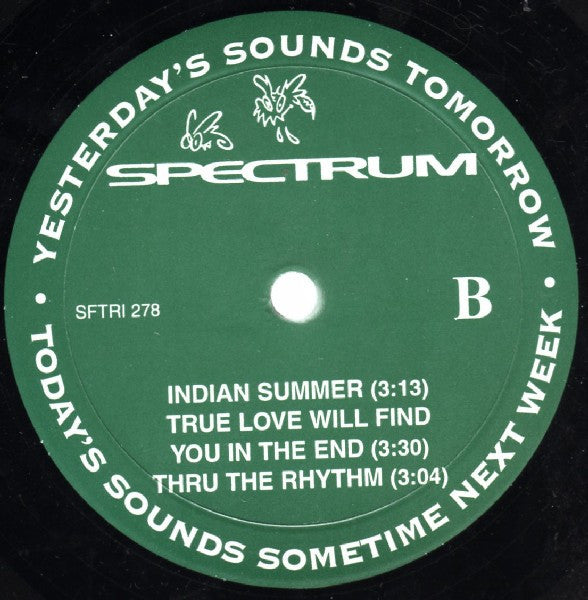 YESTERDAY'S SOUNDS TOMORROW •
SPECTRUM
SFTRI 278
B
INDIAN SUMMER (3:13)
TRUE LOVE WILL FIND
YOU IN THE END (3:30)
THRU THE RHYTHM (3:04)
TODAY'S SOUNDS SOMETIME NEXT WEEK •